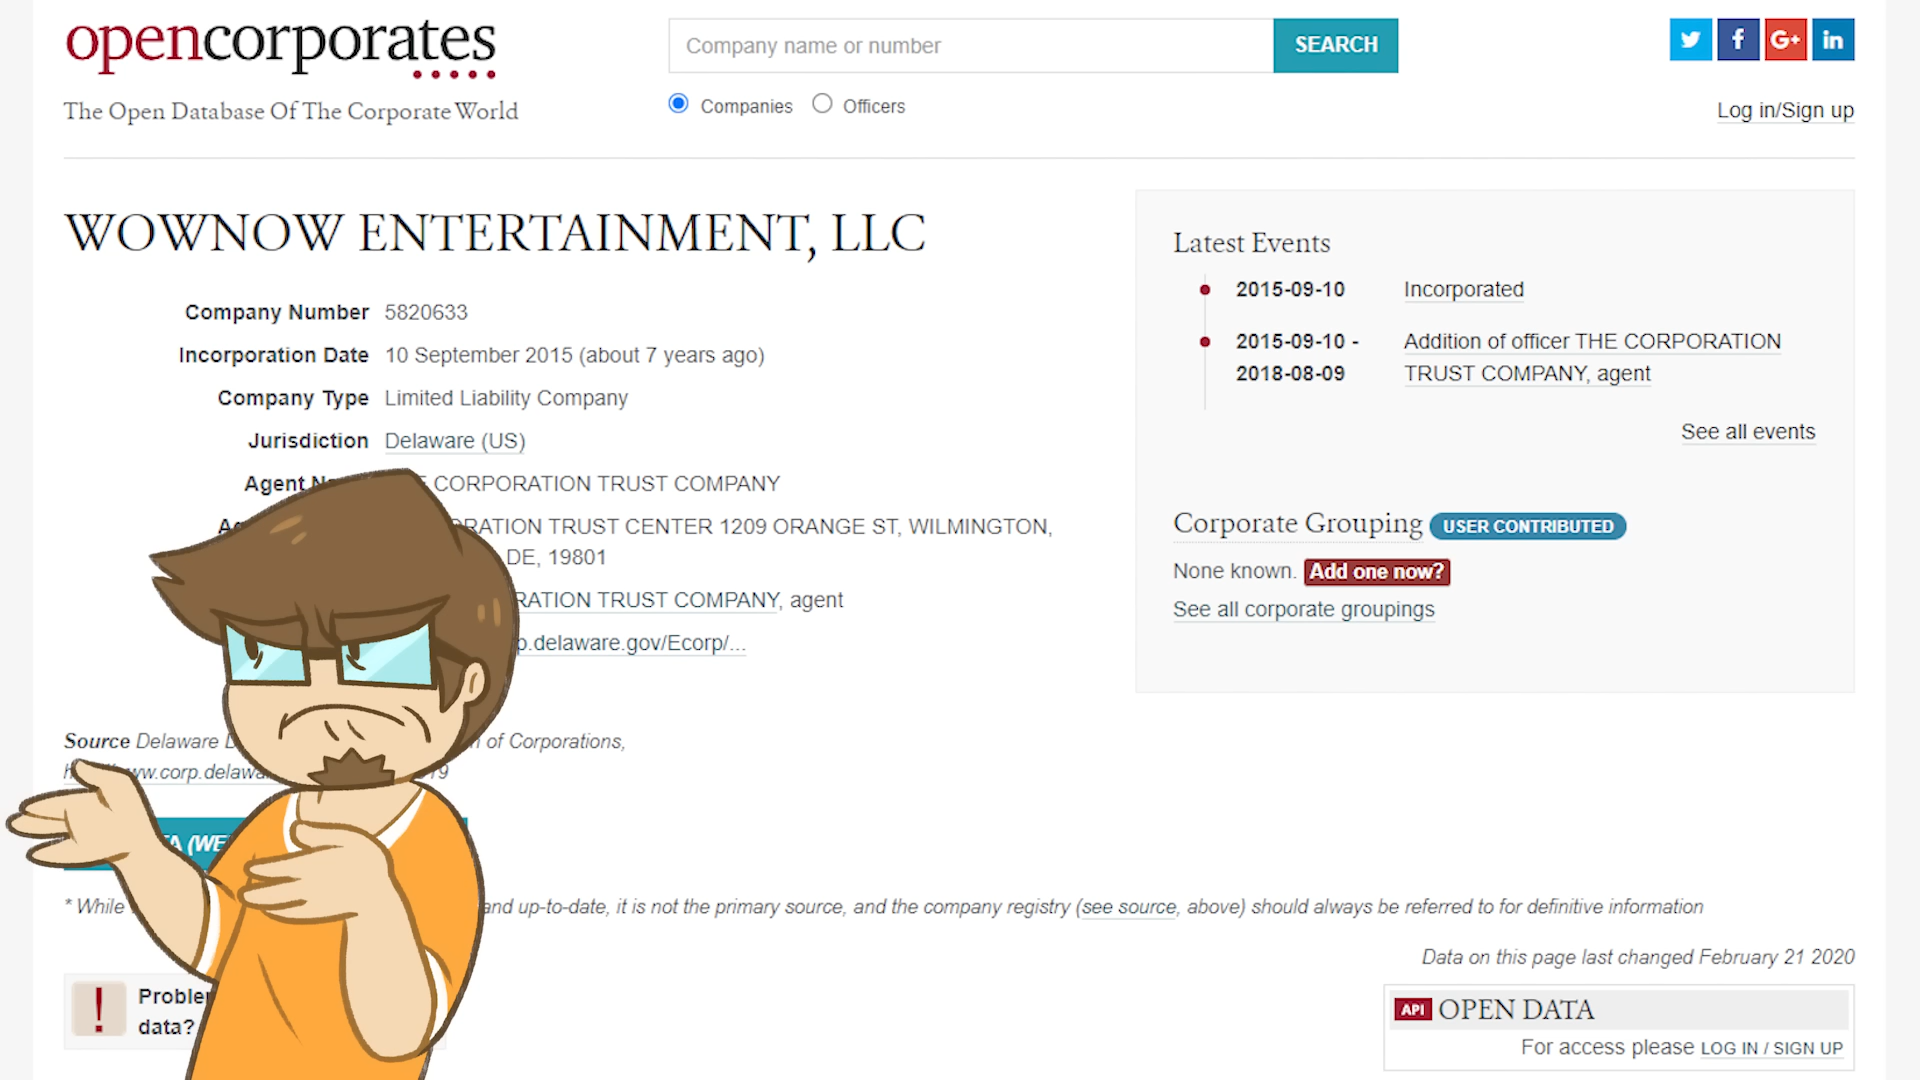 opencorporates
The Open Database Of The Corporate World
Company name or number
SEARCH
Companies
Officers
f
G+
in
Log in/Sign up
WOWNOW ENTERTAINMENT, LLC
Company Number 5820633
Incorporation Date 10 September 2015 (about 7 years ago)
Company Type Limited Liability Company
Jurisdiction Delaware (US)
Agent CORPORATION TRUST COMPANY
TRUST CENTER 1209 ORANGE ST, WILMINGTON,
DE, 19801
TRUST COMPANY, agent
p.delaware.gov/Ecorp/...
Source Delaware of Corporations,
* While and up-to-date, it is not the primary source, and the company registry (see source, above) should always be referred to for definitive information
!
data?
Latest Events
2015-09-10 Incorporated
2015-09-10 - Addition of officer THE CORPORATION
2018-08-09 TRUST COMPANY, agent
See all events
Corporate Grouping USER CONTRIBUTED
None known. Add one now?
See all corporate groupings
Data on this page last changed February 21 2020
API OPEN DATA
For access please LOG IN / SIGN UP